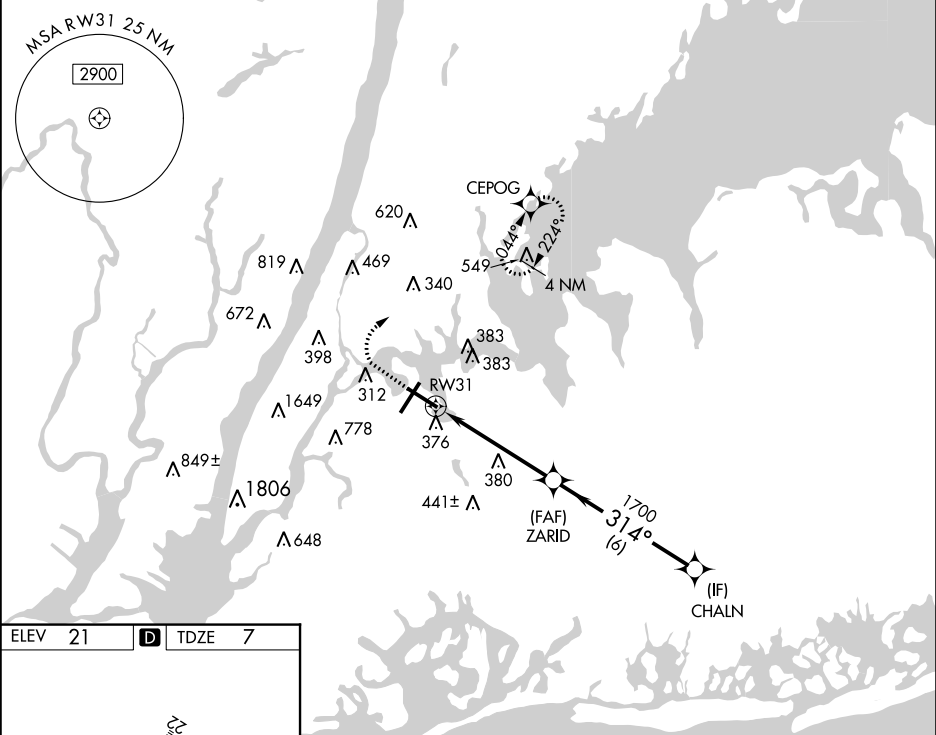 MSA RW31 25 NM
2900
CEPOG
620
044°
224°
819
469
549
4 NM
340
672
398
383
383
312
RW31
1649
778
376
849±
380
1806
441±
(FAF)
ZARID
1700
314°
(6)
648
(IF)
CHALN
ELEV 21 D TDZE 7
22